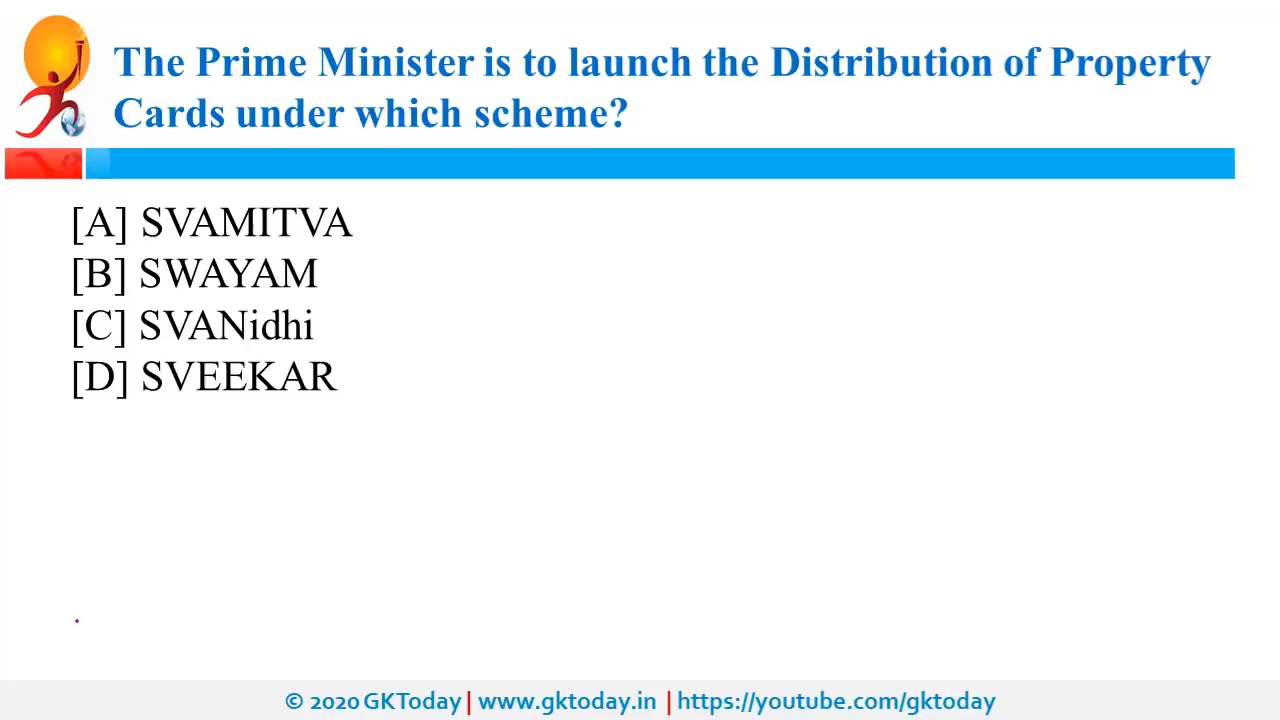 The Prime Minister is to launch the Distribution of Property
Cards under which scheme?
[A] SVAMITVA
[B] SWAYAM
[C] SVANidhi
[D] SVEEKAR
© 2020 GKToday | www.gktoday.in | https://youtube.com/gktoday